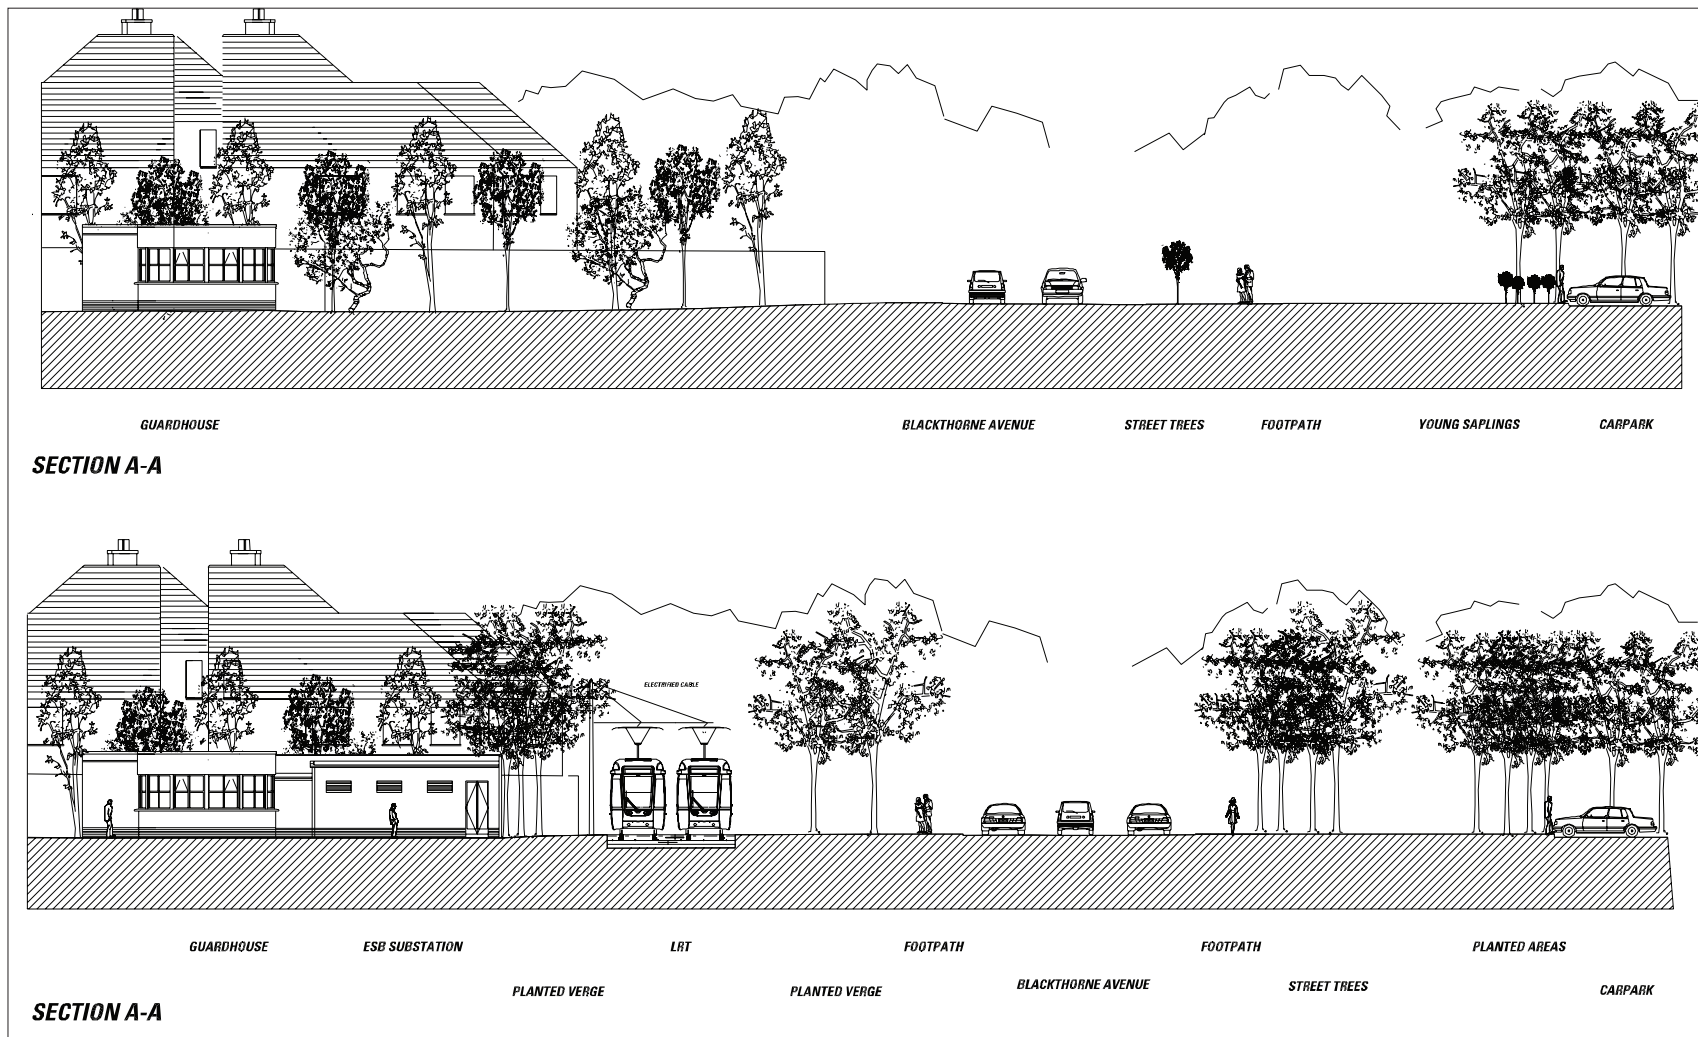 GUARDHOUSE
BLACKTHORNE AVENUE
STREET TREES
FOOTPATH
YOUNG SAPLINGS
CARPARK
SECTION A-A
ELECTRIFIED CABLE
GUARDHOUSE
ESB SUBSTATION
LRT
FOOTPATH
FOOTPATH
PLANTED AREAS
PLANTED VERGE
PLANTED VERGE
BLACKTHORNE AVENUE
STREET TREES
CARPARK
SECTION A-A